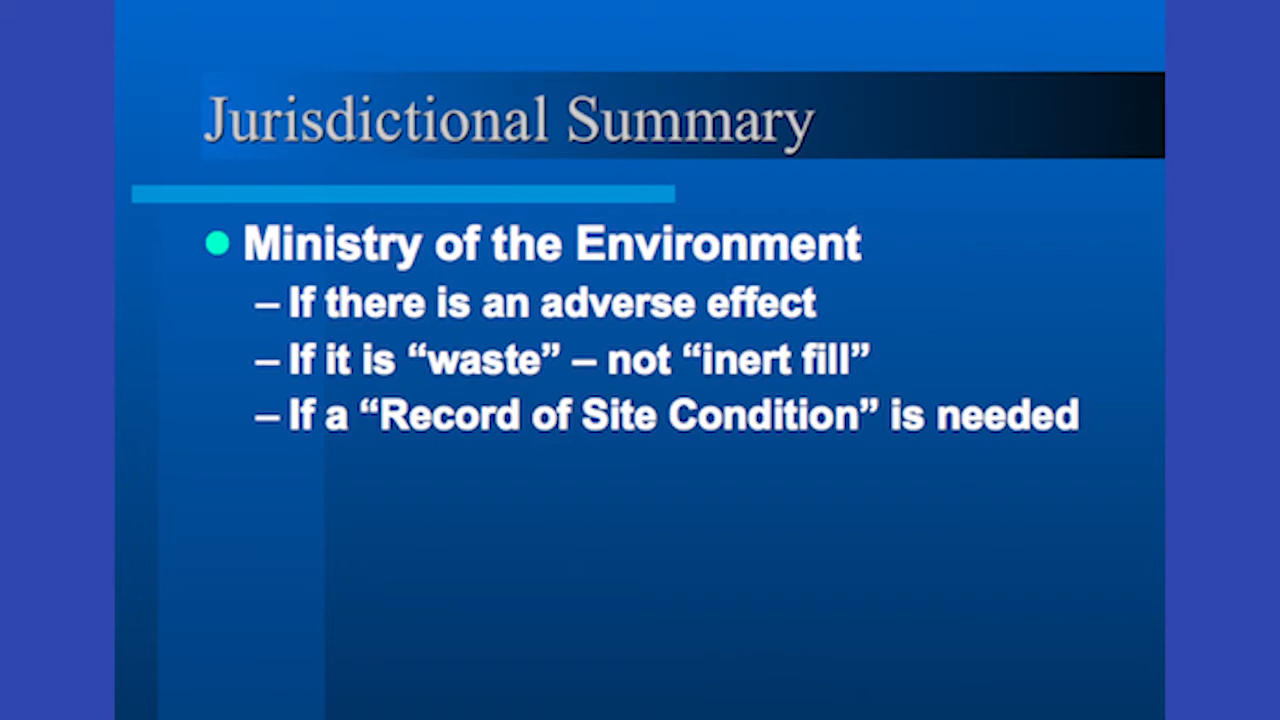 Jurisdictional Summary
● Ministry of the Environment
– If there is an adverse effect
– If it is “waste” – not “inert fill”
– If a “Record of Site Condition” is needed